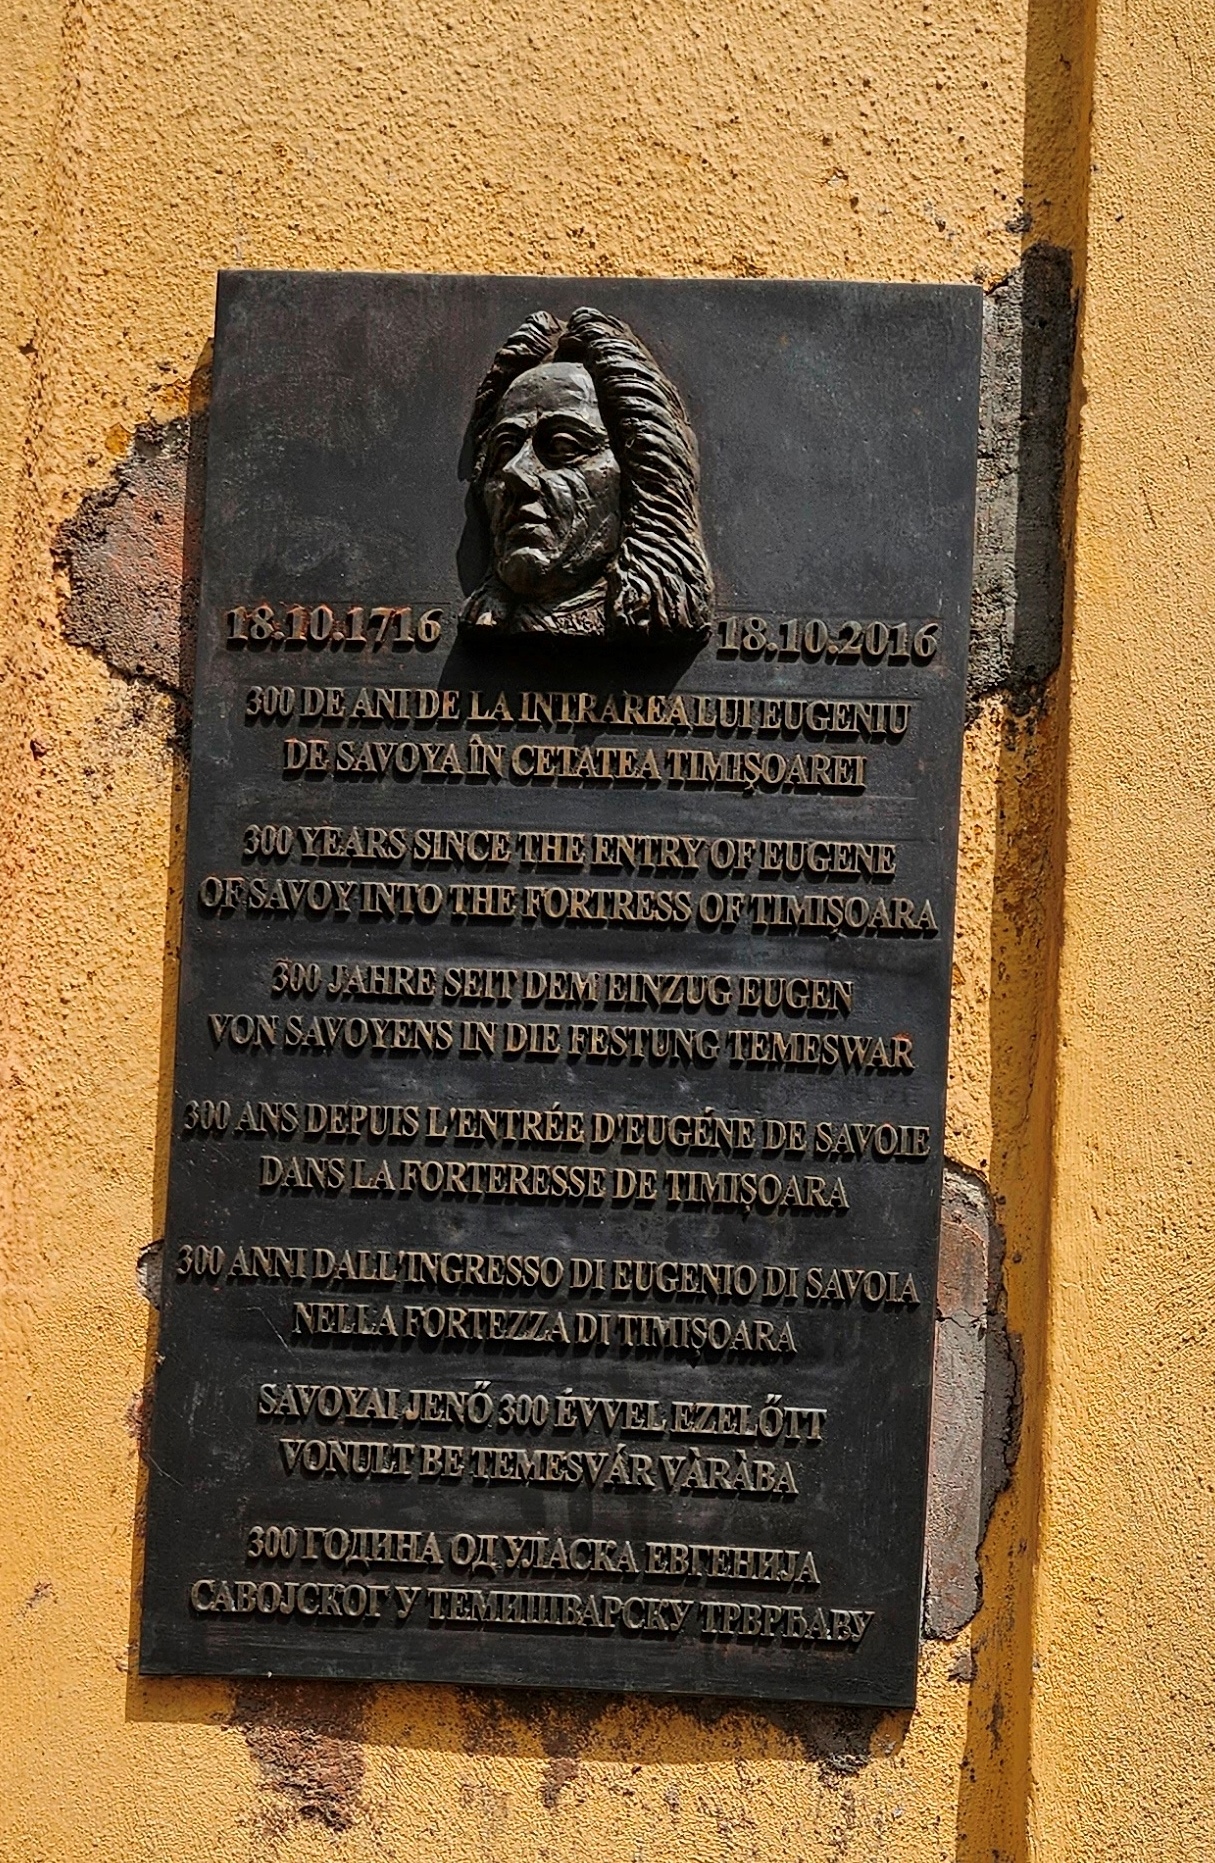 18.10.1716 18.10.2016
300 DE ANI DE LA INTRAREA LUI EUGENIU
DE SAVOYA ÎN CETATEA TIMIŞOAREI
300 YEARS SINCE THE ENTRY OF EUGENE
OF SAVOY INTO THE FORTRESS OF TIMIŞOARA
300 JAHRE SEIT DEM EINZUG EUGEN
VON SAVOYENS IN DIE FESTUNG TEMESWAR
300 ANS DEPUIS L'ENTRÉE D'EUGÉNE DE SAVOIE
DANS LA FORTERESSE DE TIMIŞOARA
300 ANNI DALL'INGRESSO DI EUGENIO DI SAVOIA
NELLA FORTEZZA DI TIMIŞOARA
SAVOYAI JENŐ 300 ÉVVEL EZELŐTT
VONULT BE TEMESVÁR VÀRÀBA
300 ГОДИНА ОД УЛАСКА ЕВГЕНИЈА
САВОЈСКОГ У ТЕМИШВАРСКУ ТРВРЂАВУ